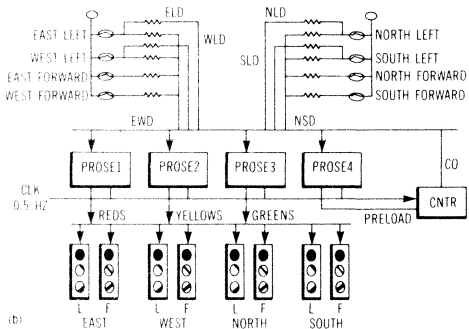 ELD NLD
EAST LEFT WLD NORTH LEFT
WEST LEFT SLD SOUTH LEFT
EAST FORWARD NORTH FORWARD
WEST FORWARD SOUTH FORWARD
EWD NSD
PROSE1 PROSE2 PROSE3 PROSE4 CO
CLK CNTR
0.5 HZ
REDS YELLOWS GREENS PRELOAD
L F L F L F L F
(b) EAST WEST NORTH SOUTH